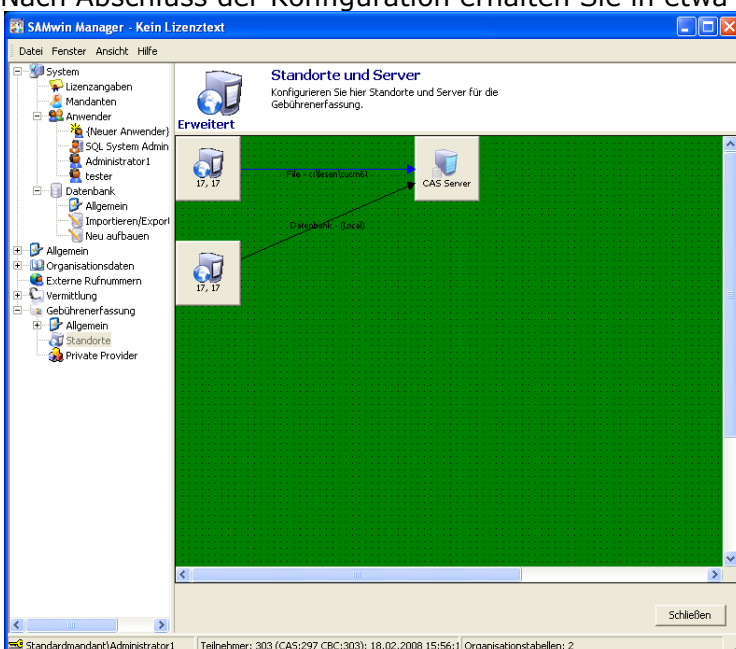 Nach Abschluss der Konfiguration erhalten Sie in etwa
SAMwin Manager - Kein Lizenztext
Datei Fenster Ansicht Hilfe
System
Lizenzangaben
Mandanten
Anwender
{Neuer Anwender}
SQL System Admin
Administrator1
tester
Datenbank
Allgemein
Importieren/Export
Neu aufbauen
Allgemein
Organisationsdaten
Externe Rufnummern
Vermittlung
Gebührenerfassung
Allgemein
Standorte
Private Provider
Standorte und Server
Konfigurieren Sie hier Standorte und Server für die
Gebührenerfassung.
Erweitert
17, 17
File - c:\lesen\cucm6\
CAS Server
Datenbank - (Local)
17, 17
Schließen
Standardmandant\Administrator1
Teilnehmer: 303 (CAS:297 CBC:303): 18.02.2008 15:56:1
Organisationstabellen: 2